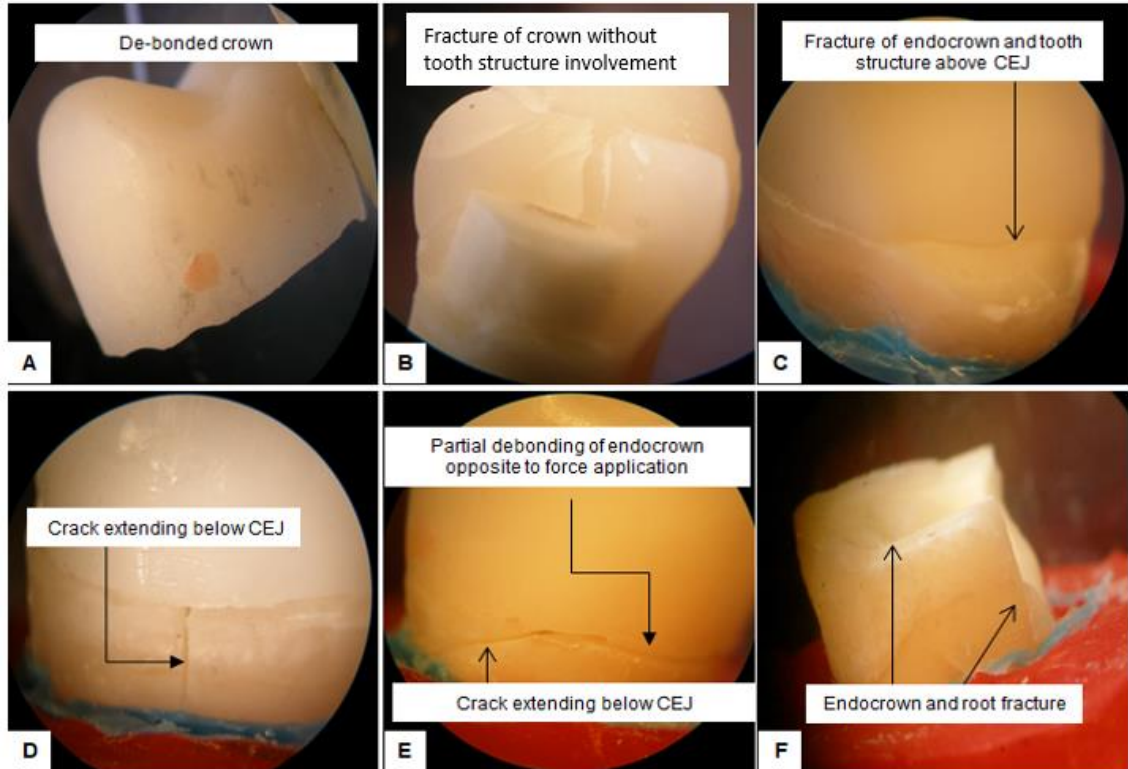 De-bonded crown
A
Fracture of crown without
tooth structure involvement
B
Fracture of endocrown and tooth
structure above CEJ
C
Crack extending below CEJ
D
Partial debonding of endocrown
opposite to force application
Crack extending below CEJ
E
Endocrown and root fracture
F